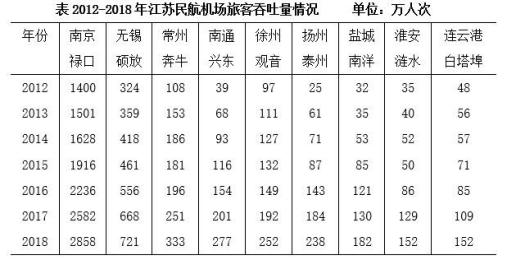 表 2012-2018 年江苏民航机场旅客吞吐量情况 单位：万人次
年份 南京禄口 无锡硕放 常州奔牛 南通兴东 徐州观音 扬州泰州 盐城南洋 淮安涟水 连云港白塔埠
2012 1400 324 108 39 97 25 32 35 48
2013 1501 359 153 68 111 61 35 40 56
2014 1628 418 186 93 127 71 53 52 57
2015 1916 461 181 116 132 87 85 50 71
2016 2236 556 196 154 149 143 121 86 85
2017 2582 668 251 201 192 184 130 129 109
2018 2858 721 333 277 252 238 182 152 152